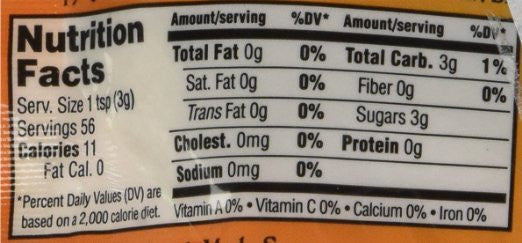 Nutrition
Facts
Serv. Size 1 tsp (3g)
Servings 56
Calories 11
Fat Cal. 0
*Percent Daily Values (DV) are
based on a 2,000 calorie diet.
Amount/serving %DV* Amount/serving %DV*
Total Fat 0g 0% Total Carb. 3g 1%
Sat. Fat 0g 0% Fiber 0g 0%
Trans Fat 0g 0% Sugars 3g
Cholest. 0mg 0% Protein 0g
Sodium 0mg 0%
Vitamin A 0% • Vitamin C 0% • Calcium 0% • Iron 0%